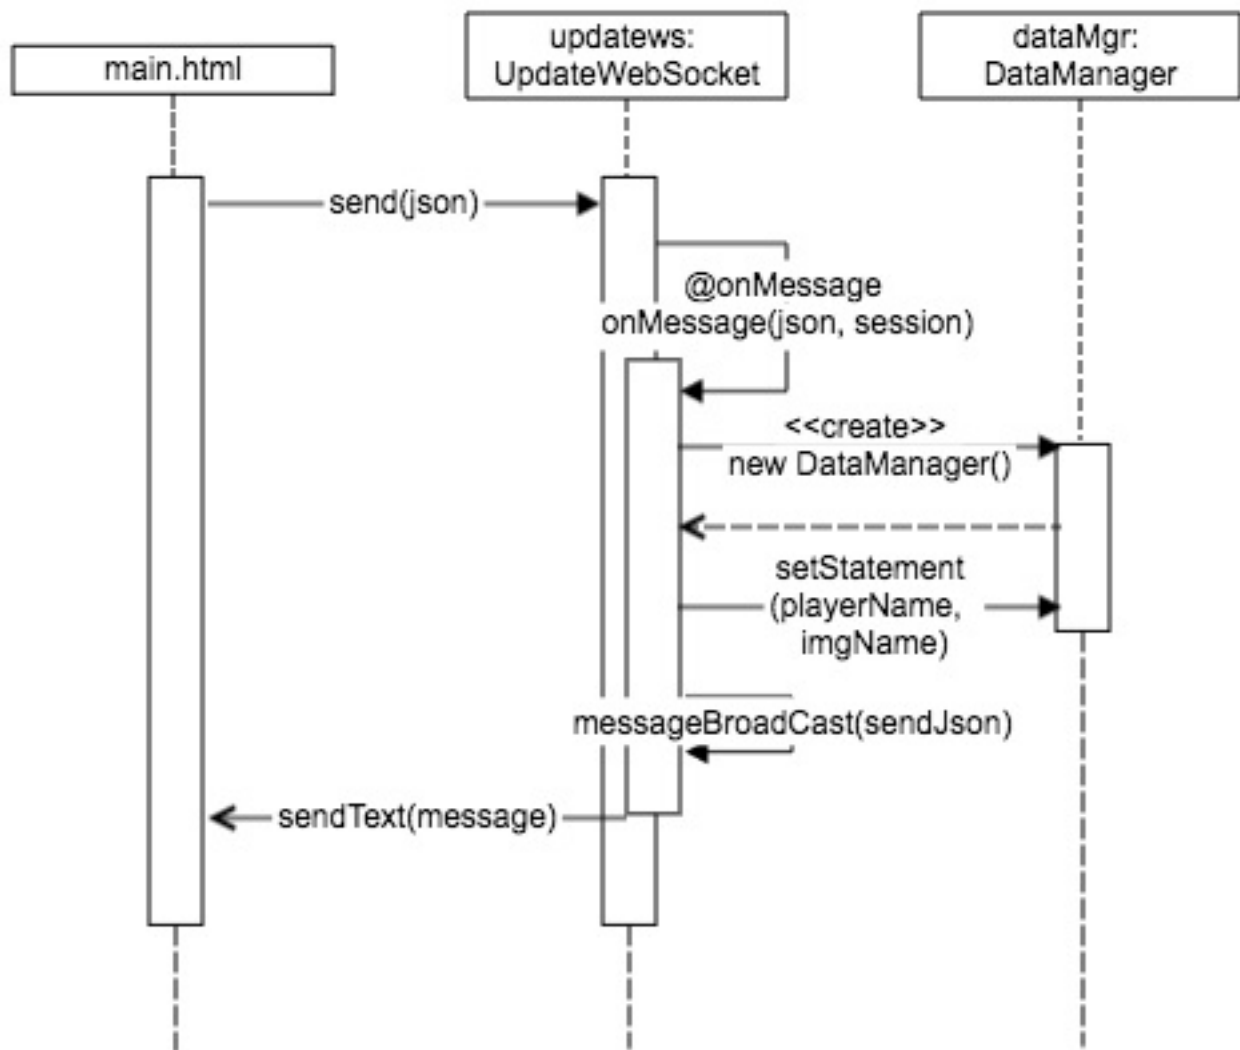 main.html
updatews:
UpdateWebSocket
dataMgr:
DataManager
send(json)
@onMessage
onMessage(json, session)
<<create>>
new DataManager()
setStatement
(playerName,
imgName)
messageBroadCast(sendJson)
sendText(message)